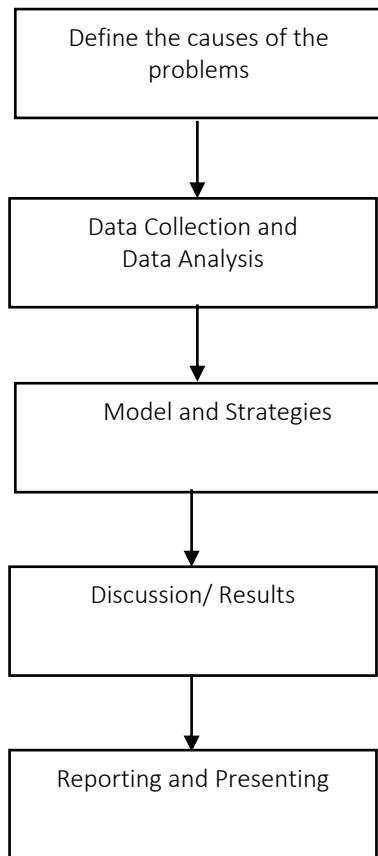 Define the causes of the
problems
Data Collection and
Data Analysis
Model and Strategies
Discussion/ Results
Reporting and Presenting